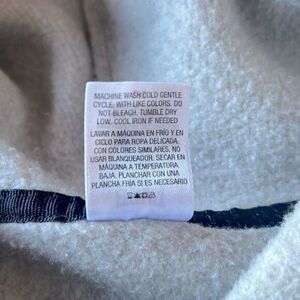 MACHINE WASH COLD GENTLE
CYCLE, WITH LIKE COLORS. DO
NOT BLEACH. TUMBLE DRY
LOW. COOL IRON IF NEEDED
LAVAR A MÁQUINA EN FRÍO Y EN
CICLO PARA ROPA DELICADA,
CON COLORES SIMILARES. NO
USAR BLANQUEADOR. SECAR EN
MÁQUINA A TEMPERATURA
BAJA. PLANCHAR CON UNA
PLANCHA FRÍA SI ES NECESARIO